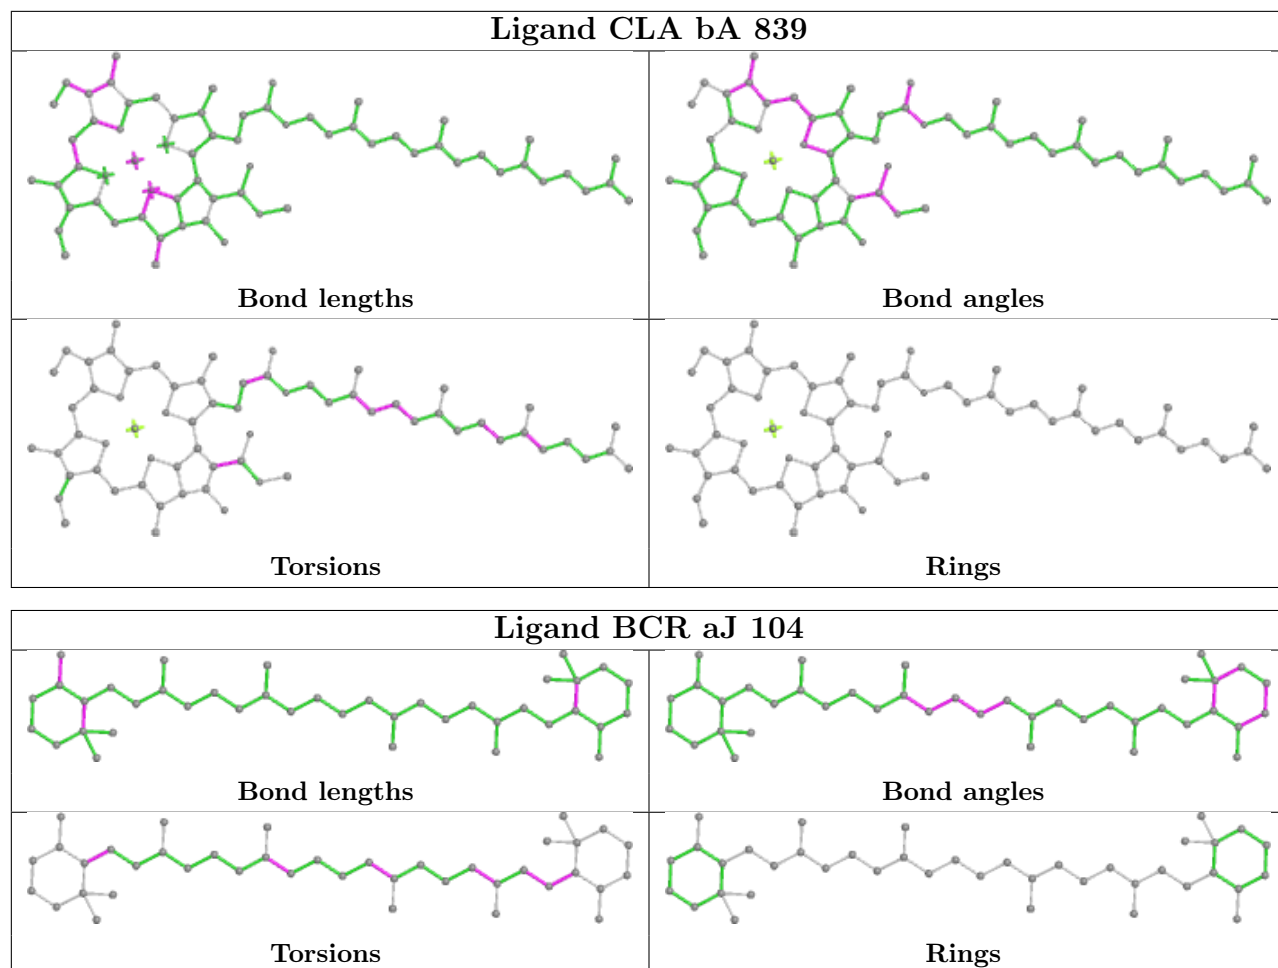 Ligand CLA bA 839
Bond lengths
Bond angles
Torsions
Rings
Ligand BCR aJ 104
Bond lengths
Bond angles
Torsions
Rings